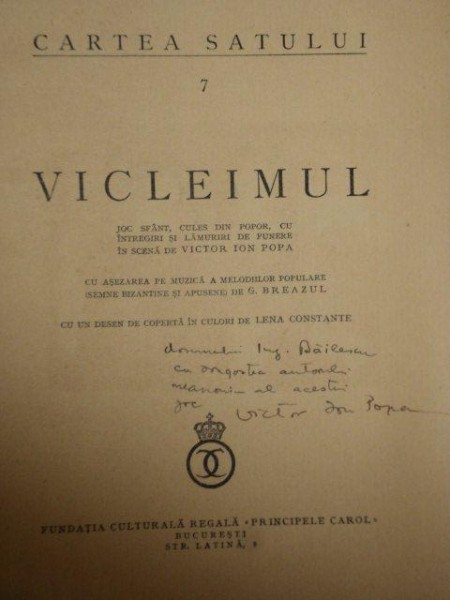 CARTEA SATULUI
7
VICLEIMUL
JOC SFÂNT, CULES DIN POPOR, CU
ÎNTREGIRI ȘI LĂMURIRI DE PUNERE
ÎN SCENĂ DE VICTOR ION POPA
CU AȘEZAREA PE MUZICĂ A MELODIILOR POPULARE
(SEMNE BIZANTINE ȘI APUSENE) DE G. BREAZUL
CU UN DESEN DE COPERTĂ ÎN CULORI DE LENA CONSTANTE
domnului Ing. Băilescu
cu dragostea autorului
al acestui
joc Victor Ion Popa
FUNDAȚIA CULTURALĂ REGALĂ «PRINCIPELE CAROL»
BUCUREȘTI
STR. LATINĂ, 8